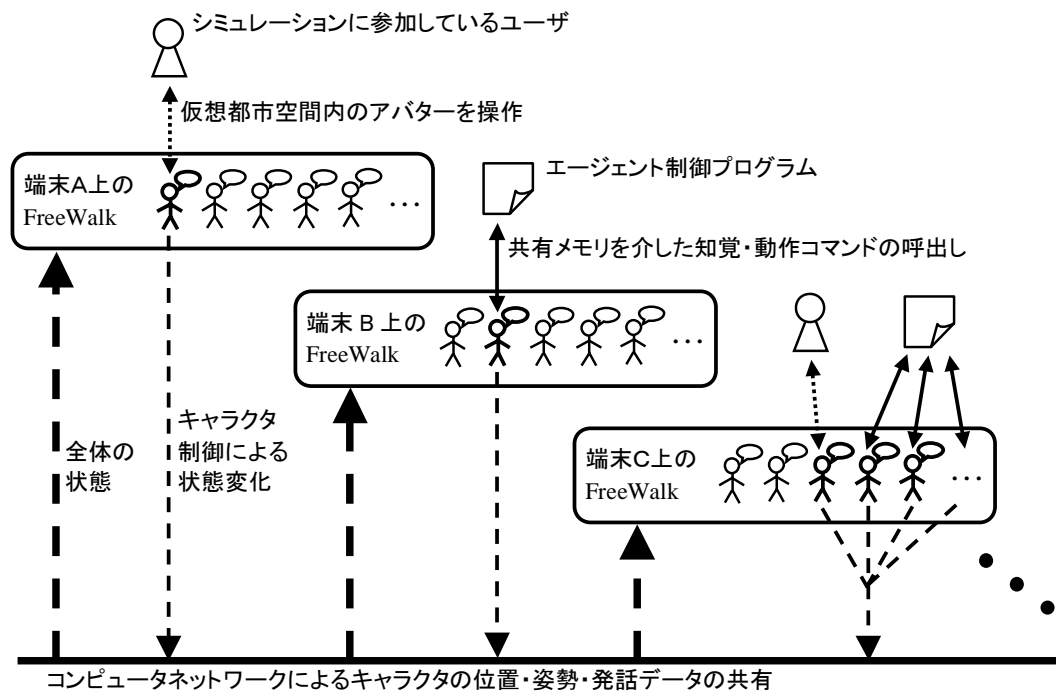 シミュレーションに参加しているユーザ
仮想都市空間内のアバターを操作
端末A上の
FreeWalk
...
エージェント制御プログラム
共有メモリを介した知覚・動作コマンドの呼出し
端末B上の
FreeWalk
...
全体の
状態
キャラクタ
制御による
状態変化
端末C上の
FreeWalk
...
コンピュータネットワークによるキャラクタの位置・姿勢・発話データの共有